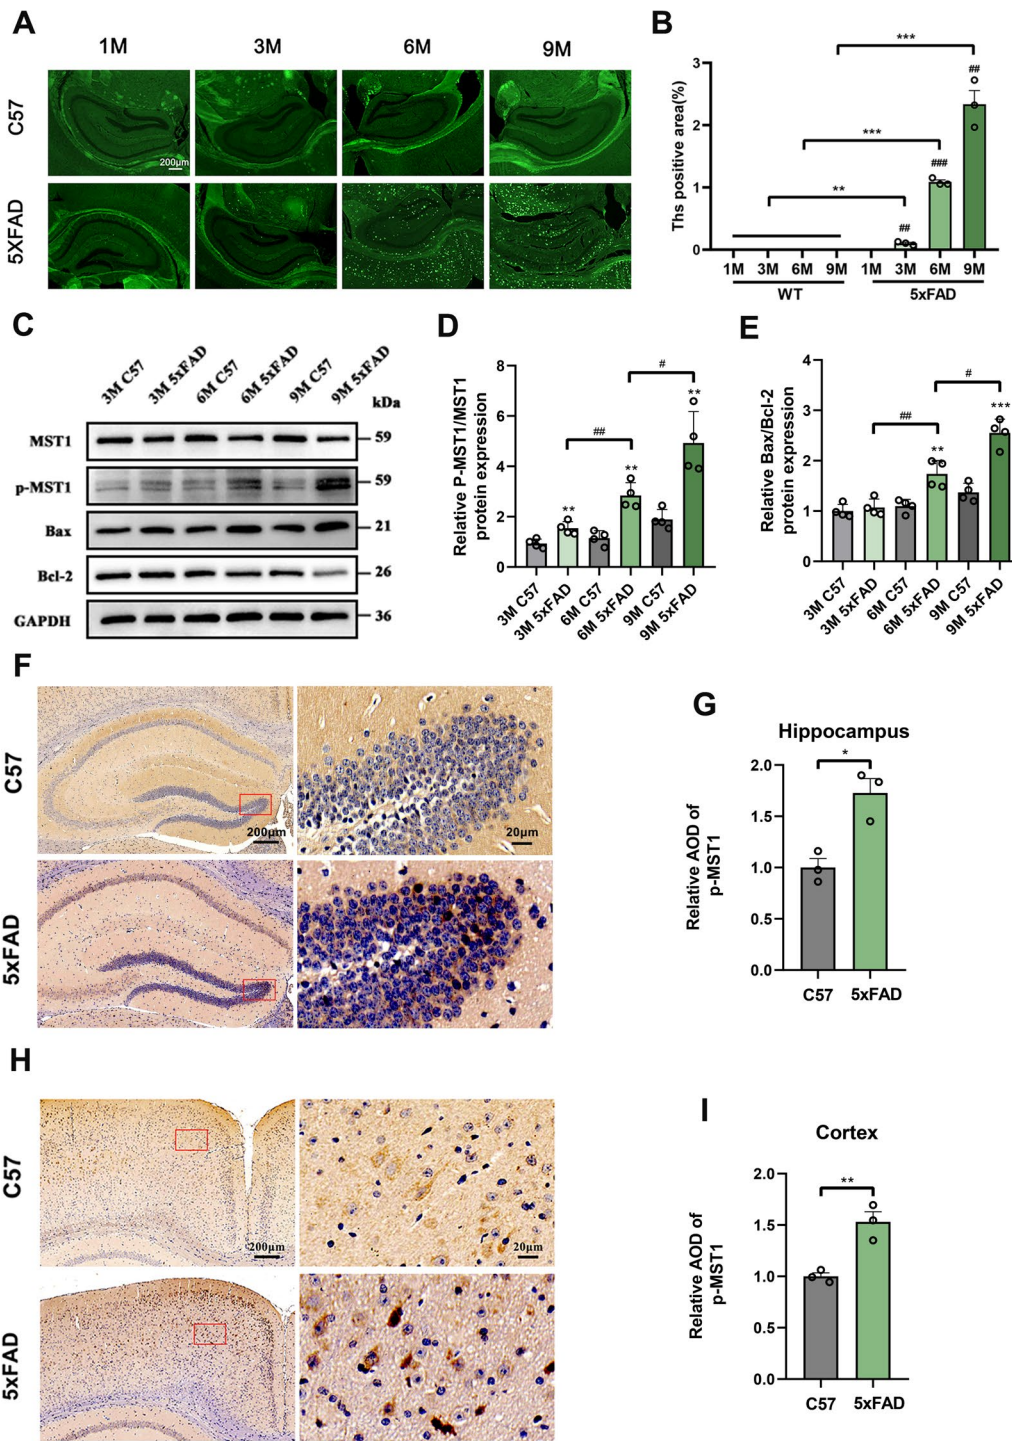 A
1M 3M 6M 9M
C57
200μm
5XFAD
B
Ths positive area(%)
3
2
1
0
***
***
**
##
###
##
1M 3M 6M 9M 1M 3M 6M 9M
WT 5xFAD
C
3M C57 3M 5xFAD 6M C57 6M 5xFAD 9M C57 9M 5xFAD
kDa
MST1 59
p-MST1 59
Bax 21
Bcl-2 26
GAPDH 36
D
Relative P-MST1/MST1
protein expression
8
6
4
2
0
#
##
**
**
**
3M C57 3M 5xFAD 6M C57 6M 5xFAD 9M C57 9M 5xFAD
E
Relative Bax/Bcl-2
protein expression
4
3
2
1
0
#
##
***
**
3M C57 3M 5xFAD 6M C57 6M 5xFAD 9M C57 9M 5xFAD
F
C57
200μm 20μm
5xFAD
G
Hippocampus
Relative AOD of
p-MST1
2.0
1.5
1.0
0.5
0.0
*
C57 5xFAD
H
C57
200μm 20μm
5xFAD
I
Cortex
Relative AOD of
p-MST1
2.0
1.5
1.0
0.5
0.0
**
C57 5xFAD